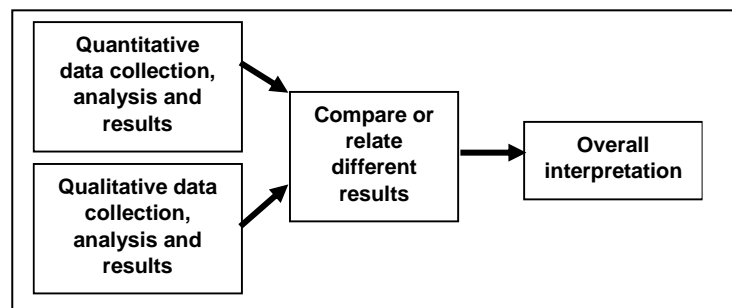 Quantitative
data collection,
analysis and
results
Qualitative data
collection,
analysis and
results
Compare or
relate
different
results
Overall
interpretation